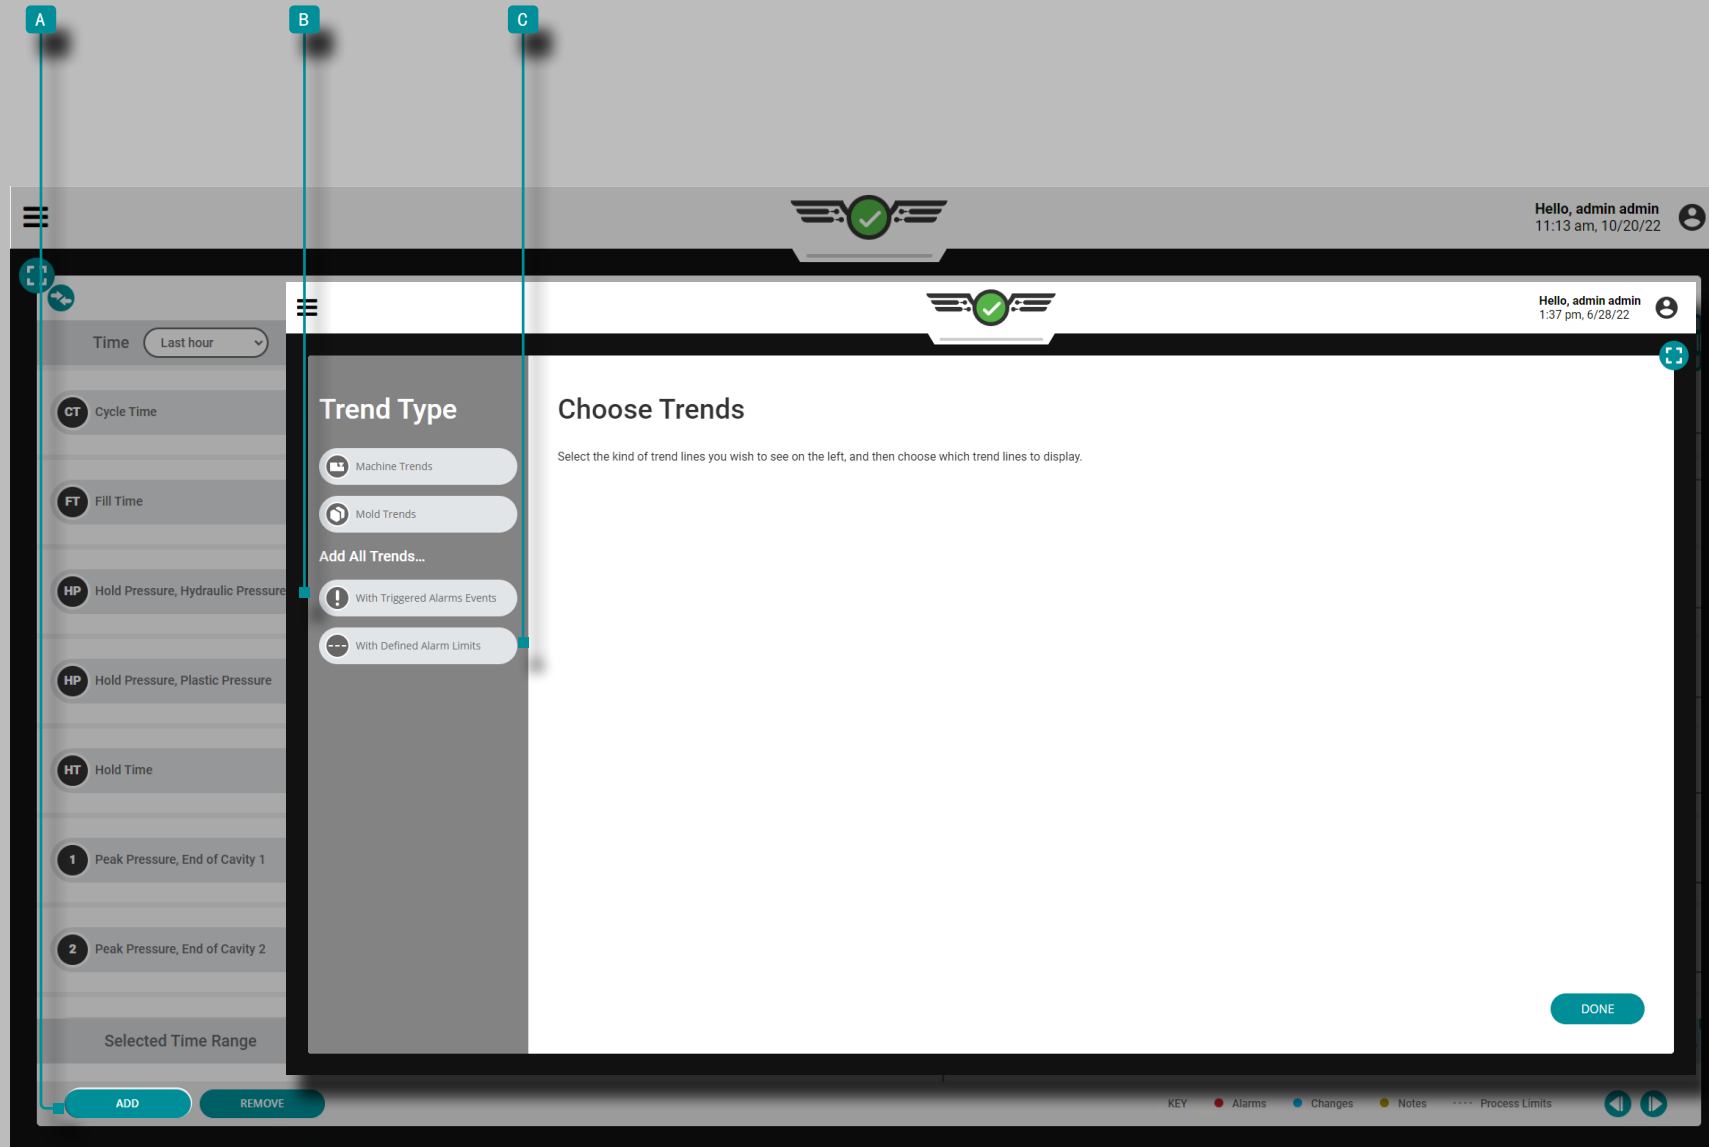 A
B
C
Hello, admin admin
11:13 am, 10/20/22
Time
Last hour
CT Cycle Time
FT Fill Time
HP Hold Pressure, Hydraulic Pressure
HP Hold Pressure, Plastic Pressure
HT Hold Time
1 Peak Pressure, End of Cavity 1
2 Peak Pressure, End of Cavity 2
Selected Time Range
ADD
REMOVE
Hello, admin admin
1:37 pm, 6/28/22
Trend Type
Machine Trends
Mold Trends
Add All Trends...
With Triggered Alarms Events
With Defined Alarm Limits
Choose Trends
Select the kind of trend lines you wish to see on the left, and then choose which trend lines to display.
DONE
KEY Alarms Changes Notes ---- Process Limits